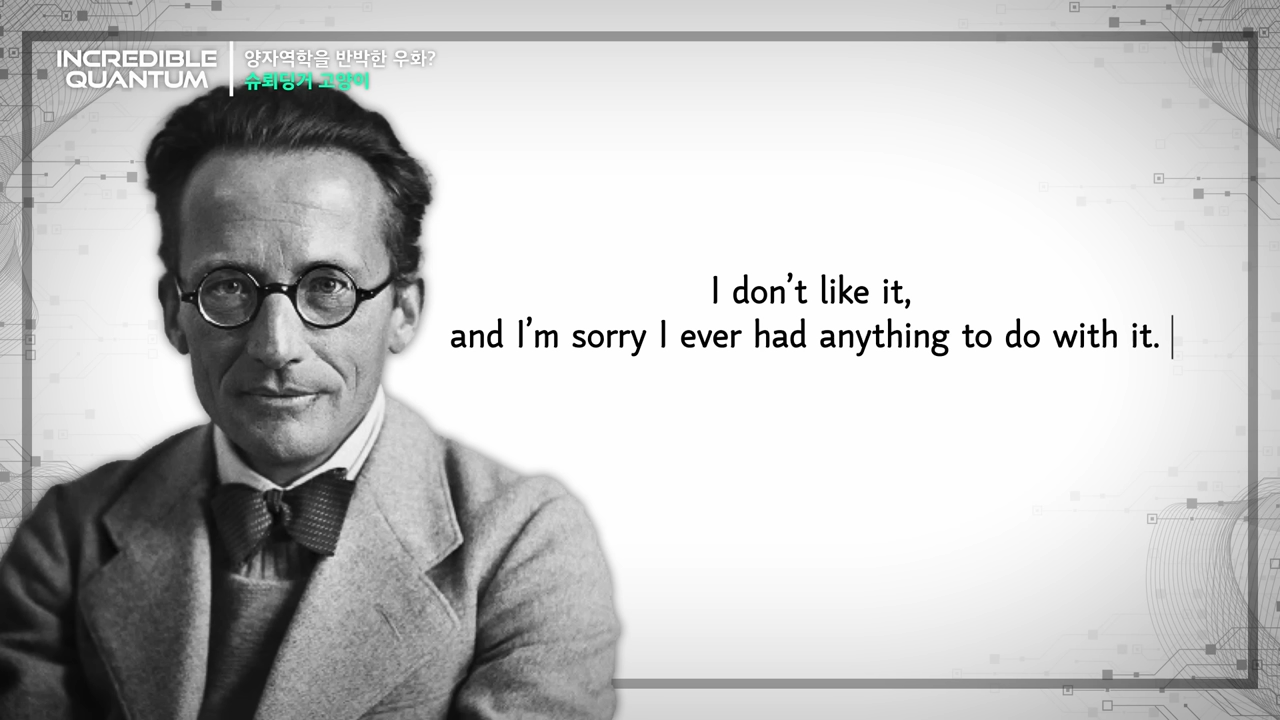 INCREDIBLE
QUANTUM
양자역학을 반박한 우화?
슈뢰딩거 고양이
I don't like it,
and I'm sorry I ever had anything to do with it.